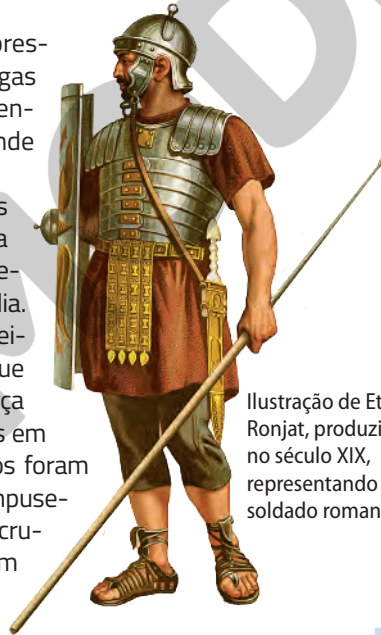 pres-
gas
en-
nde
s
a
e-
dia.
ei-
ue
ça
s em
os foram
npuse-
cru-
m
Ilustração de Et
Ronjat, produzi
no século XIX,
representando
soldado roman